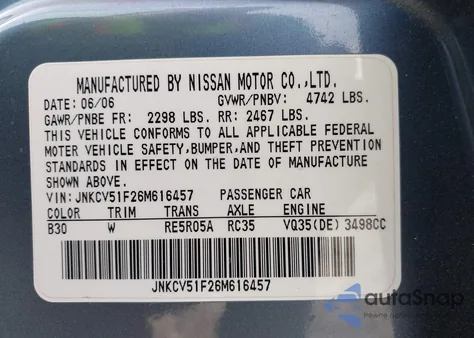 MANUFACTURED BY NISSAN MOTOR CO.,LTD.
DATE: 06/06 GVWR/PNBV: 4742 LBS.
GAWR/PNBE FR: 2298 LBS. RR: 2467 LBS.
THIS VEHICLE CONFORMS TO ALL APPLICABLE FEDERAL
MOTOR VEHICLE SAFETY,BUMPER,AND THEFT PREVENTION
STANDARDS IN EFFECT ON THE DATE OF MANUFACTURE
SHOWN ABOVE.
VIN: JNKCV51F26M616457 PASSENGER CAR
COLOR TRIM TRANS AXLE ENGINE
B30 W RE5R05A RC35 VQ35(DE) 3498CC
JNKCV51F26M616457
autoSnap